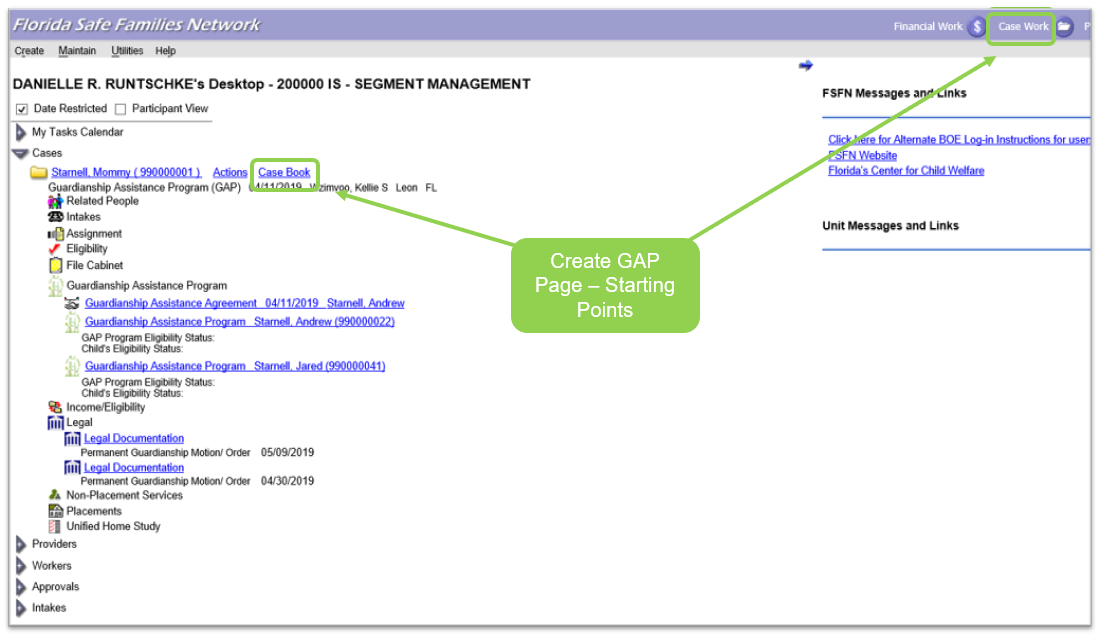 Florida Safe Families Network
Financial Work $ Case Work P
Create Maintain Utilities Help
DANIELLE R. RUNTSCHKE's Desktop - 200000 IS - SEGMENT MANAGEMENT
Date Restricted Participant View
My Tasks Calendar
Cases
Starnell, Mommy ( 990000001 ) Actions Case Book
Guardianship Assistance Program (GAP) 04/11/2019 Wzimvoo, Kellie S Leon FL
Related People
Intakes
Assignment
Eligibility
File Cabinet
Guardianship Assistance Program
Guardianship Assistance Agreement 04/11/2019 Starnell, Andrew
Guardianship Assistance Program Starnell, Andrew (990000022)
GAP Program Eligibility Status:
Child's Eligibility Status:
Guardianship Assistance Program Starnell, Jared (990000041)
GAP Program Eligibility Status:
Child's Eligibility Status:
Income/Eligibility
Legal
Legal Documentation
Permanent Guardianship Motion/ Order 05/09/2019
Legal Documentation
Permanent Guardianship Motion/ Order 04/30/2019
Non-Placement Services
Placements
Unified Home Study
Providers
Workers
Approvals
Intakes
Create GAP
Page – Starting
Points
FSFN Messages and Links
Click here for Alternate BOE Log-in Instructions for user
FSFN Website
Florida's Center for Child Welfare
Unit Messages and Links